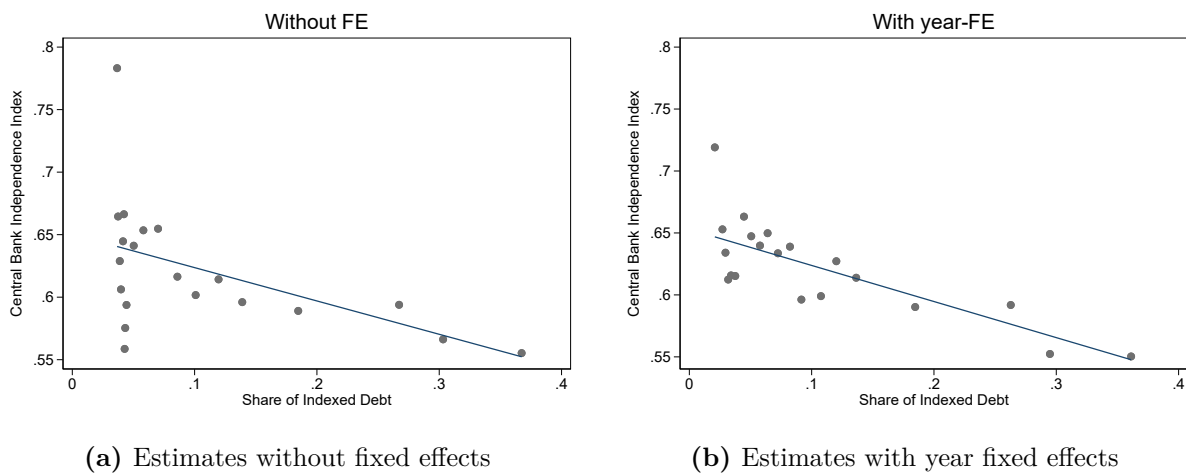 Without FE
.8
.75
.7
.65
.6
.55
Central Bank Independence Index
0
.1
.2
.3
.4
Share of Indexed Debt
(a) Estimates without fixed effects
With year-FE
.8
.75
.7
.65
.6
.55
Central Bank Independence Index
0
.1
.2
.3
.4
Share of Indexed Debt
(b) Estimates with year fixed effects